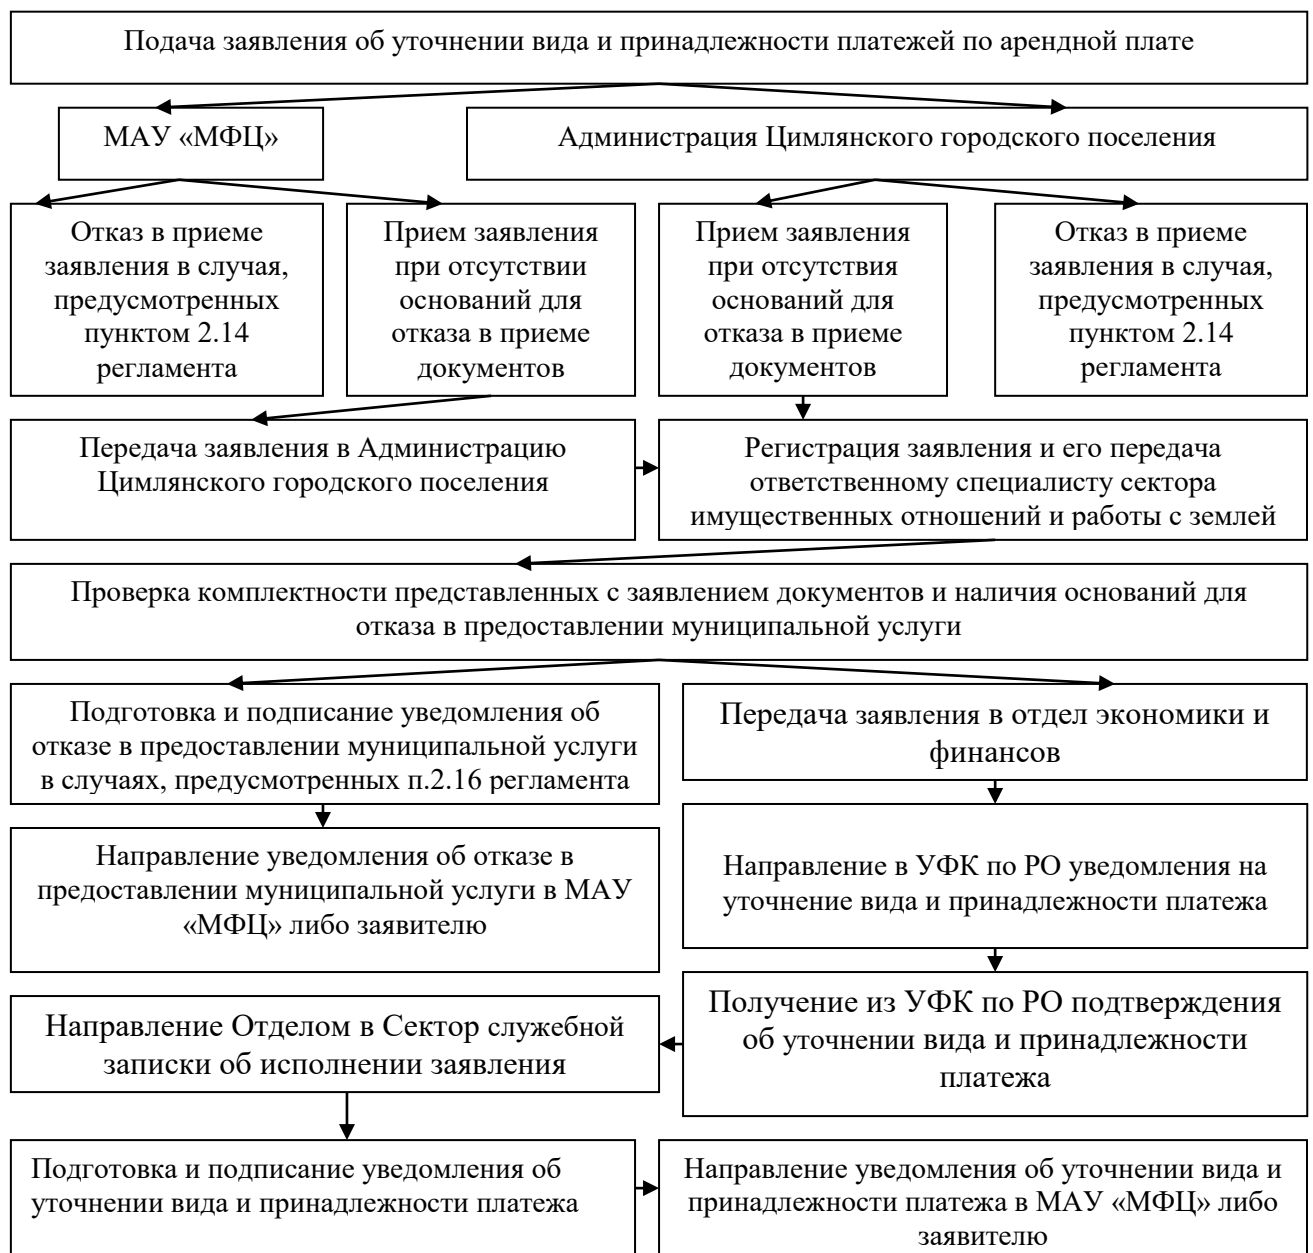 Подача заявления об уточнении вида и принадлежности платежей по арендной плате
МАУ «МФЦ»
Администрация Цимлянского городского поселения
Отказ в приеме
заявления в случая,
предусмотренных
пунктом 2.14
регламента
Прием заявления
при отсутствии
оснований для
отказа в приеме
документов
Прием заявления
при отсутствия
оснований для
отказа в приеме
документов
Отказ в приеме
заявления в случая,
предусмотренных
пунктом 2.14
регламента
Передача заявления в Администрацию
Цимлянского городского поселения
Регистрация заявления и его передача
ответственному специалисту сектора
имущественных отношений и работы с землей
Проверка комплектности представленных с заявлением документов и наличия оснований для
отказа в предоставлении муниципальной услуги
Подготовка и подписание уведомления об
отказе в предоставлении муниципальной услуги
в случаях, предусмотренных п.2.16 регламента
Передача заявления в отдел экономики и
финансов
Направление уведомления об отказе в
предоставлении муниципальной услуги в МАУ
«МФЦ» либо заявителю
Направление в УФК по РО уведомления на
уточнение вида и принадлежности платежа
Получение из УФК по РО подтверждения
об уточнении вида и принадлежности
платежа
Направление Отделом в Сектор служебной
записки об исполнении заявления
Подготовка и подписание уведомления об
уточнении вида и принадлежности платежа
Направление уведомления об уточнении вида и
принадлежности платежа в МАУ «МФЦ» либо
заявителю